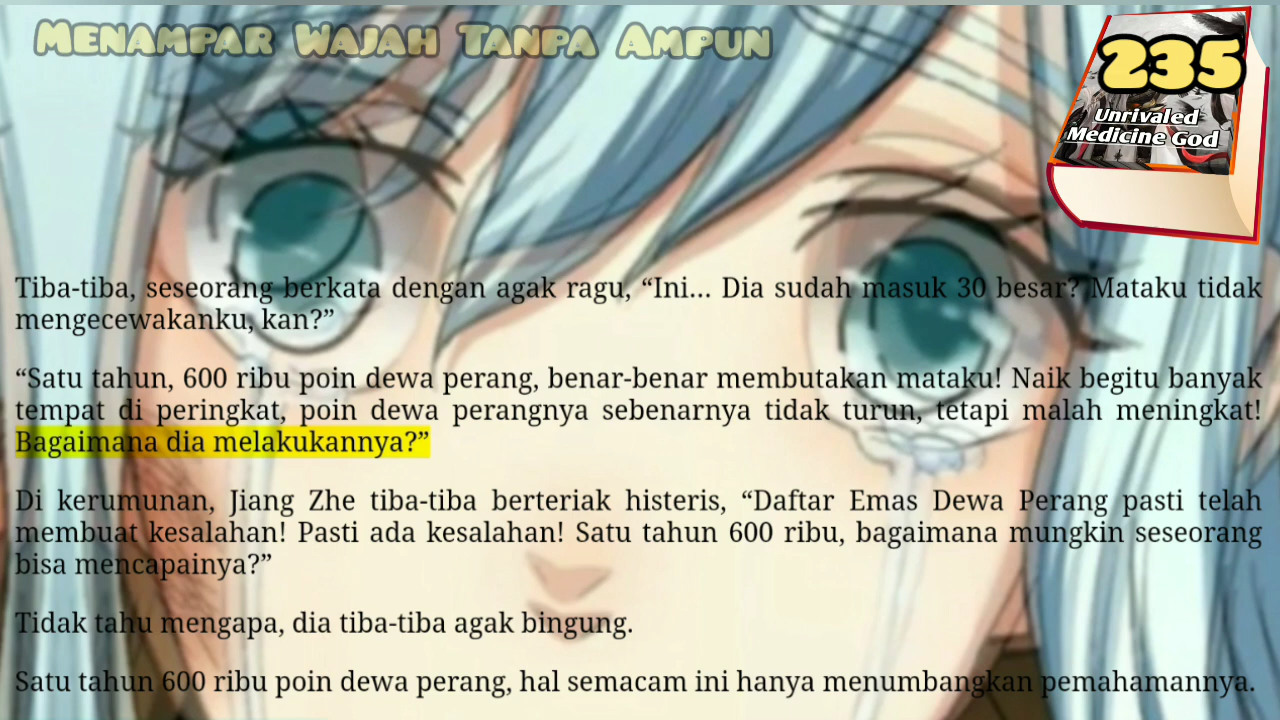 Menampar Wajah Tanpa Ampun
235
Unrivaled
Medicine God
Tiba-tiba, seseorang berkata dengan agak ragu, “Ini... Dia sudah masuk 30 besar? Mataku tidak
mengecewakanku, kan?”
“Satu tahun, 600 ribu poin dewa perang, benar-benar membutakan mataku! Naik begitu banyak
tempat di peringkat, poin dewa perangnya sebenarnya tidak turun, tetapi malah meningkat!
Bagaimana dia melakukannya?”
Di kerumunan, Jiang Zhe tiba-tiba berteriak histeris, “Daftar Emas Dewa Perang pasti telah
membuat kesalahan! Pasti ada kesalahan! Satu tahun 600 ribu, bagaimana mungkin seseorang
bisa mencapainya?”
Tidak tahu mengapa, dia tiba-tiba agak bingung.
Satu tahun 600 ribu poin dewa perang, hal semacam ini hanya menumbangkan pemahamannya.